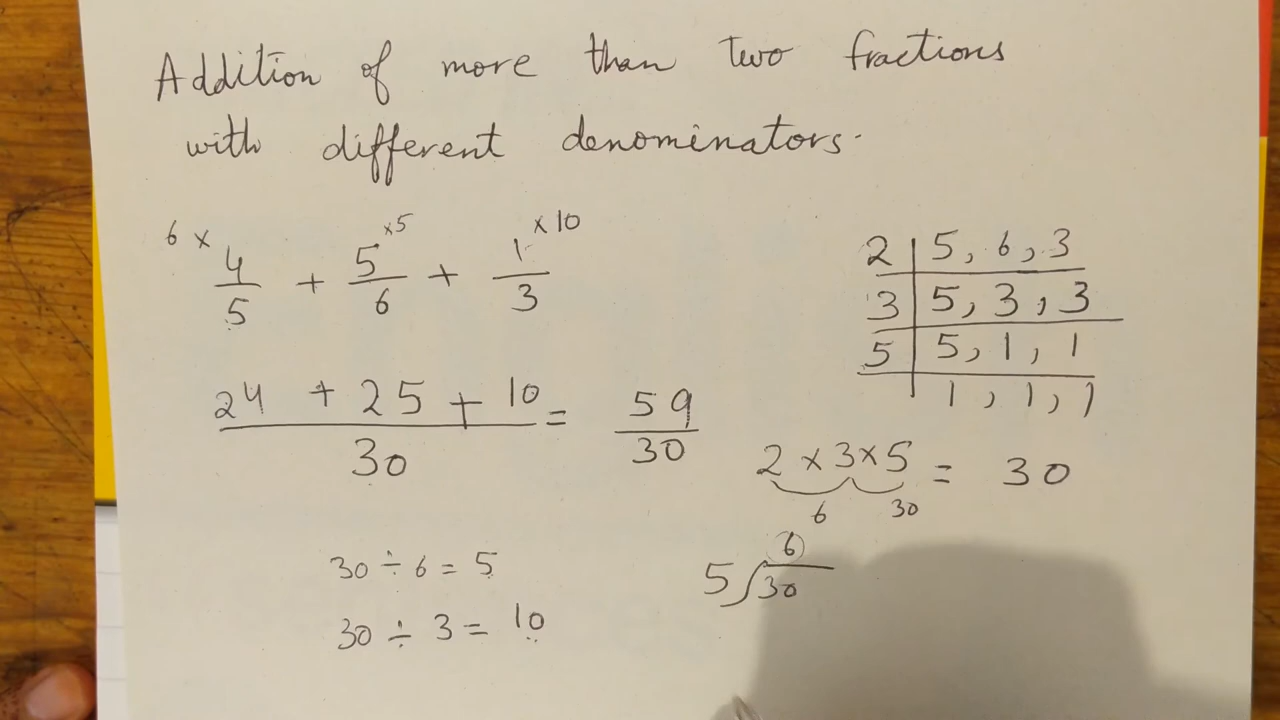 Addition of more than two fractions
with different denominators.
6 × 4/5 + 5/6 ×5 + 1/3 ×10
24 + 25 + 10 / 30 = 59/30
30 ÷ 6 = 5
30 ÷ 3 = 10
2 | 5, 6, 3
3 | 5, 3, 3
5 | 5, 1, 1
1, 1, 1
2 × 3 × 5 = 30
6 30
6
5 30